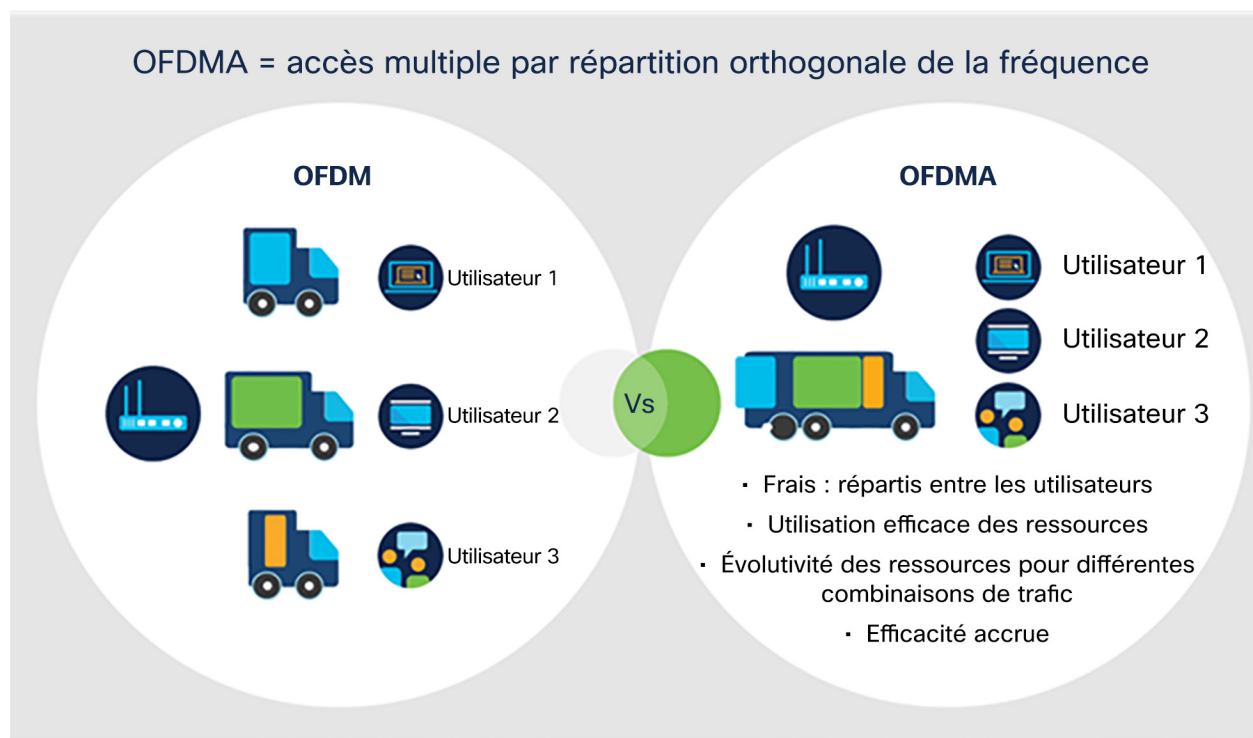 OFDMA = accès multiple par répartition orthogonale de la fréquence
OFDM
Utilisateur 1
Utilisateur 2
Utilisateur 3
Vs
OFDMA
Utilisateur 1
Utilisateur 2
Utilisateur 3
· Frais : répartis entre les utilisateurs
· Utilisation efficace des ressources
· Évolutivité des ressources pour différentes
combinaisons de trafic
· Efficacité accrue